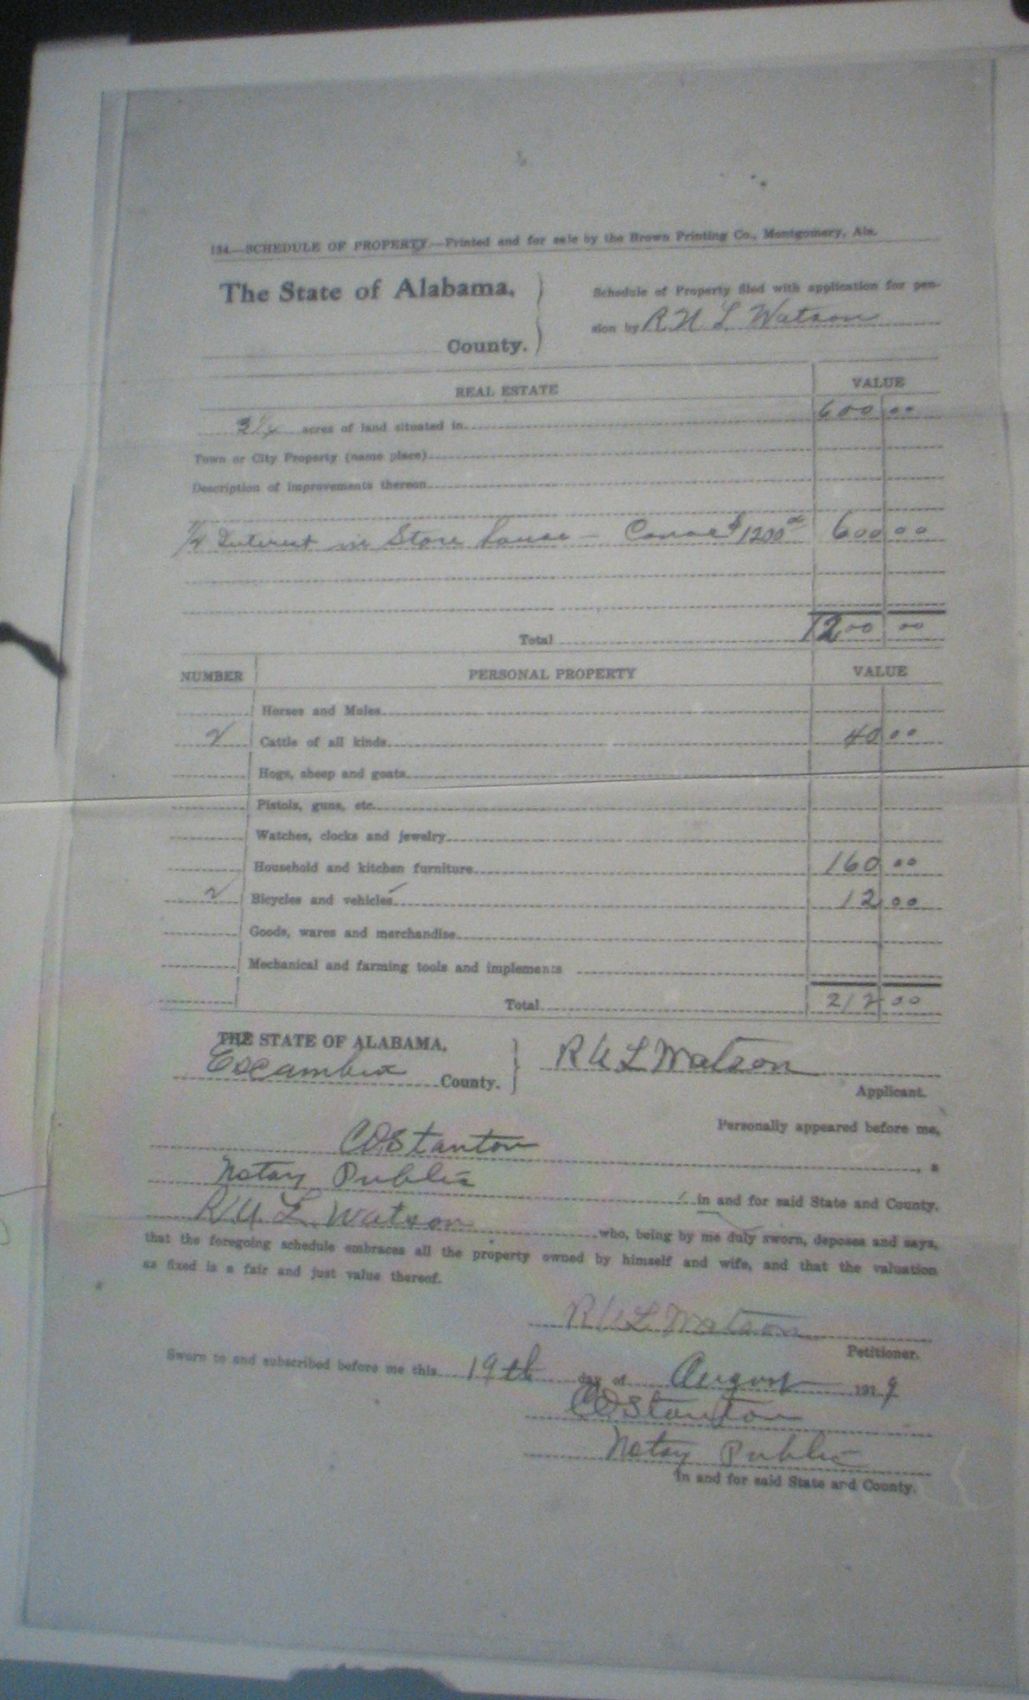 134—SCHEDULE OF PROPERTY—Printed and for sale by the Brown Printing Co., Montgomery, Ala.
The State of Alabama,
County.
Schedule of Property filed with application for pen-
sion by R U L Watson
REAL ESTATE VALUE
acres of land situated in 600 00
Town or City Property (name place)
Description of improvements thereon
Interest in Store house — Canoe $1200 00 600 00
Total 1200 00
NUMBER PERSONAL PROPERTY VALUE
Horses and Mules
2 Cattle of all kinds 40 00
Hogs, sheep and goats
Pistols, guns, etc.
Watches, clocks and jewelry
Household and kitchen furniture 160 00
2 Bicycles and vehicles 12 00
Goods, wares and merchandise
Mechanical and farming tools and implements
Total 212 00
THE STATE OF ALABAMA,
Escambia County.
R U L Watson
Applicant.
Personally appeared before me,
C O Stanton, a
Notary Public in and for said State and County,
R U. L Watson who, being by me duly sworn, deposes and says,
that the foregoing schedule embraces all the property owned by himself and wife, and that the valuation
as fixed is a fair and just value thereof.
R U L Watson
Petitioner.
Sworn to and subscribed before me this 19th day of August 1919
C O Stanton
Notary Public
In and for said State and County.